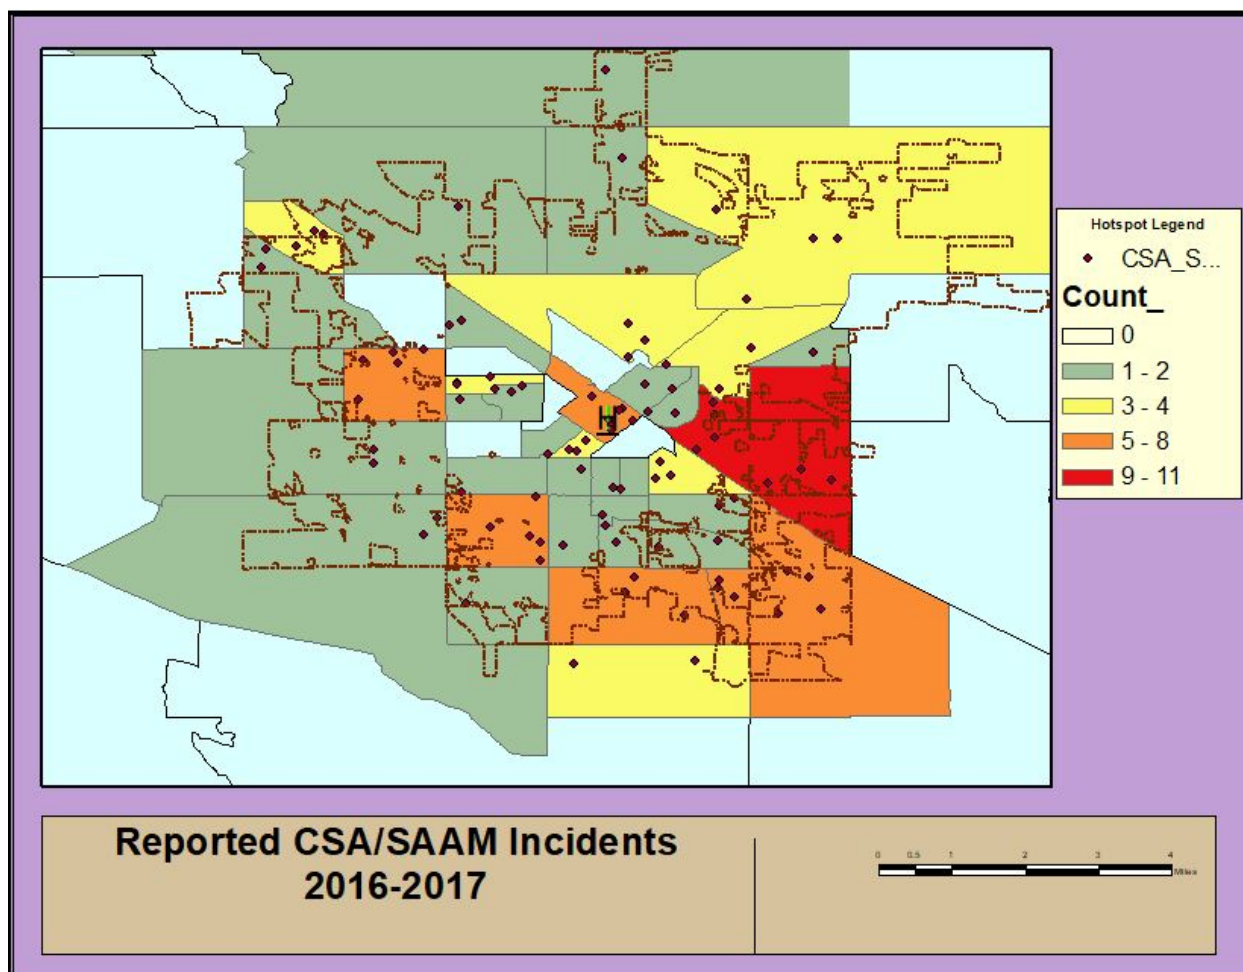 Hotspot Legend
CSA_S...
Count_
0
1 - 2
3 - 4
5 - 8
9 - 11
H
Reported CSA/SAAM Incidents
2016-2017
0 0.5 1 2 3 4
Miles